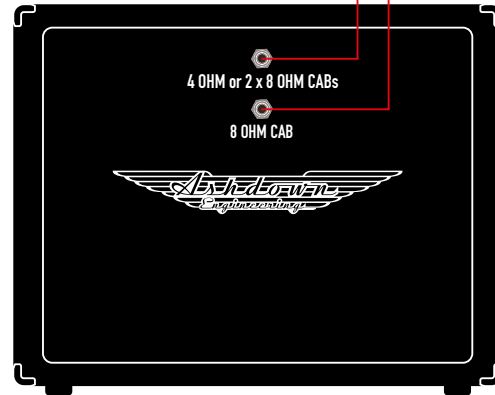 4 OHM or 2 x 8 OHM CABs
8 OHM CAB
Ashdown
Engineering